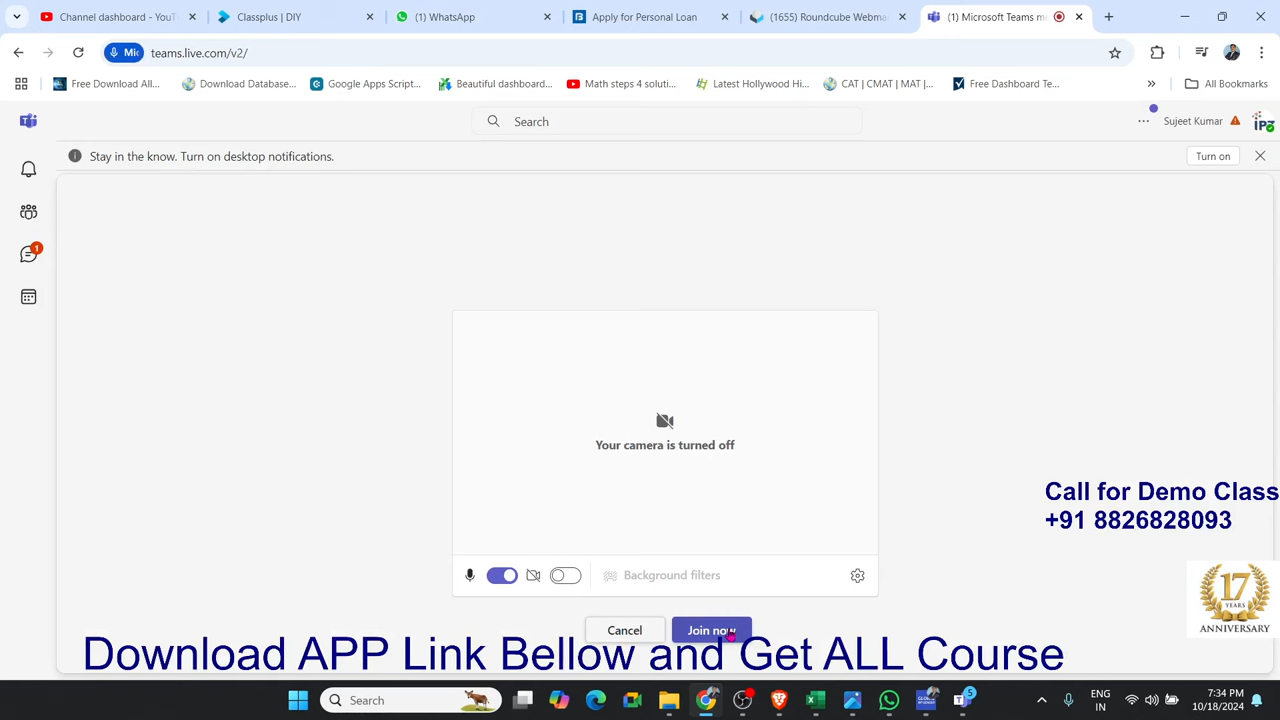 Channel dashboard - YouT
Classplus | DIY
(1) WhatsApp
Apply for Personal Loan
(1655) Roundcube Webma
(1) Microsoft Teams m
Mic
teams.live.com/v2/
Free Download All...
Download Database...
Google Apps Script...
Beautiful dashboard...
Math steps 4 soluti...
Latest Hollywood Hi...
CAT | CMAT | MAT |...
Free Dashboard Te...
All Bookmarks
Search
Sujeet Kumar
Stay in the know. Turn on desktop notifications.
Turn on
1
Your camera is turned off
Call for Demo Class
+91 8826828093
Background filters
17
YEARS
ANNIVERSARY
Cancel
Join now
Download APP Link Bellow and Get ALL Course
Search
5
ENG
IN
7:34 PM
10/18/2024